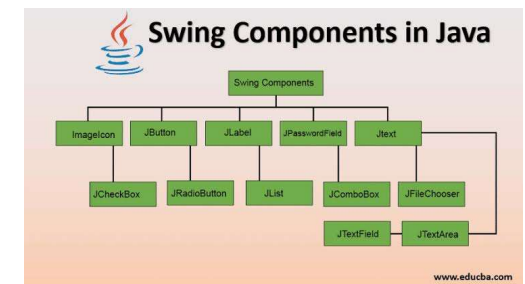 Swing Components in Java
Swing Components
ImageIcon JButton JLabel JPasswordField Jtext
JCheckBox JRadioButton JList JComboBox JFileChooser
JTextField JTextArea
www.educba.com